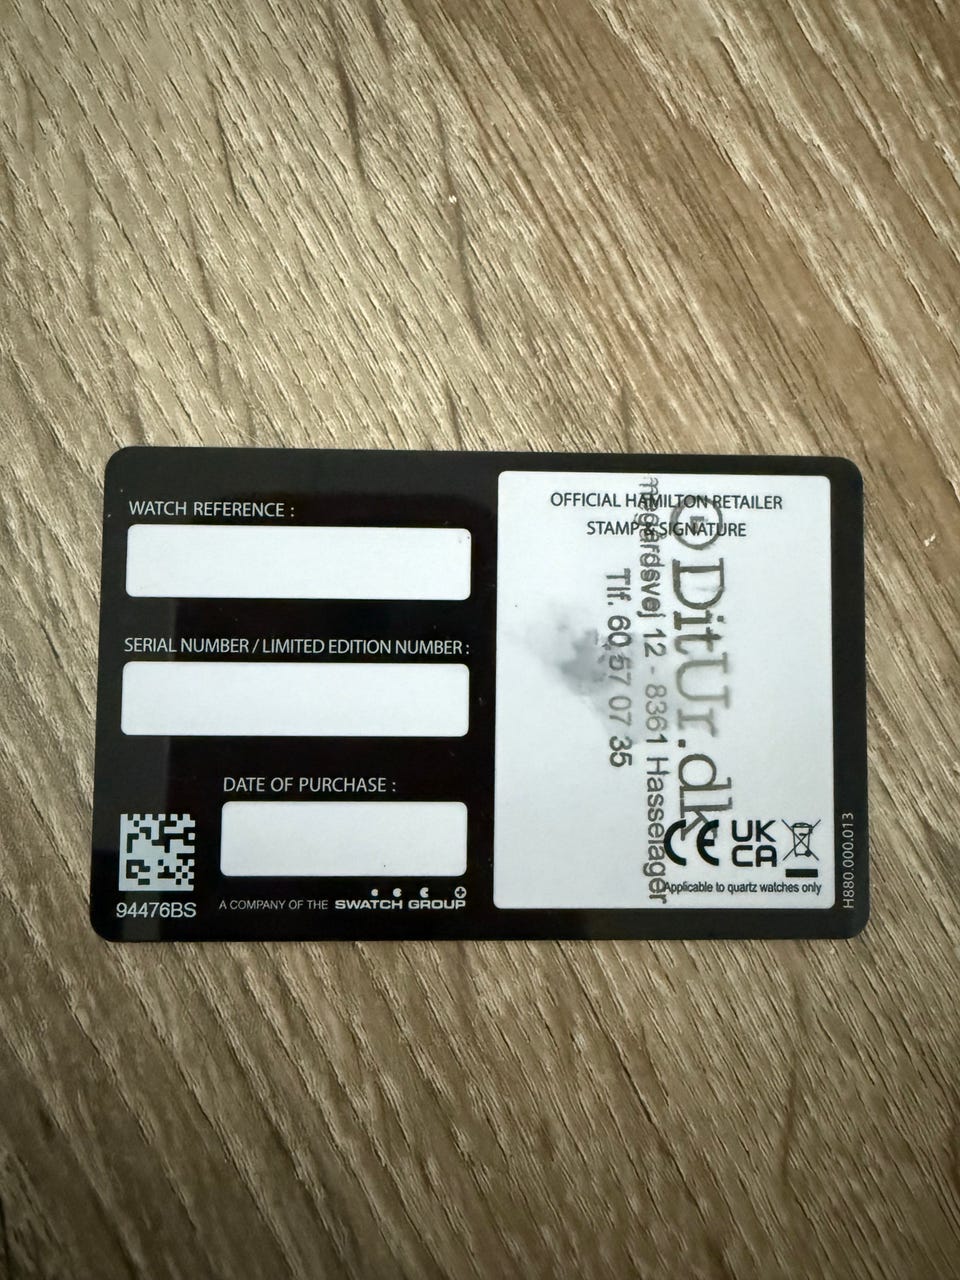 WATCH REFERENCE :
SERIAL NUMBER / LIMITED EDITION NUMBER :
DATE OF PURCHASE :
94476BS
A COMPANY OF THE SWATCH GROUP
OFFICIAL HAMILTON RETAILER
STAMP & SIGNATURE
DitUr.dk
12 - 8361 Hasselager
Tlf. 60 57 07 35
CE UK
CA
Applicable to quartz watches only
H880.000.013